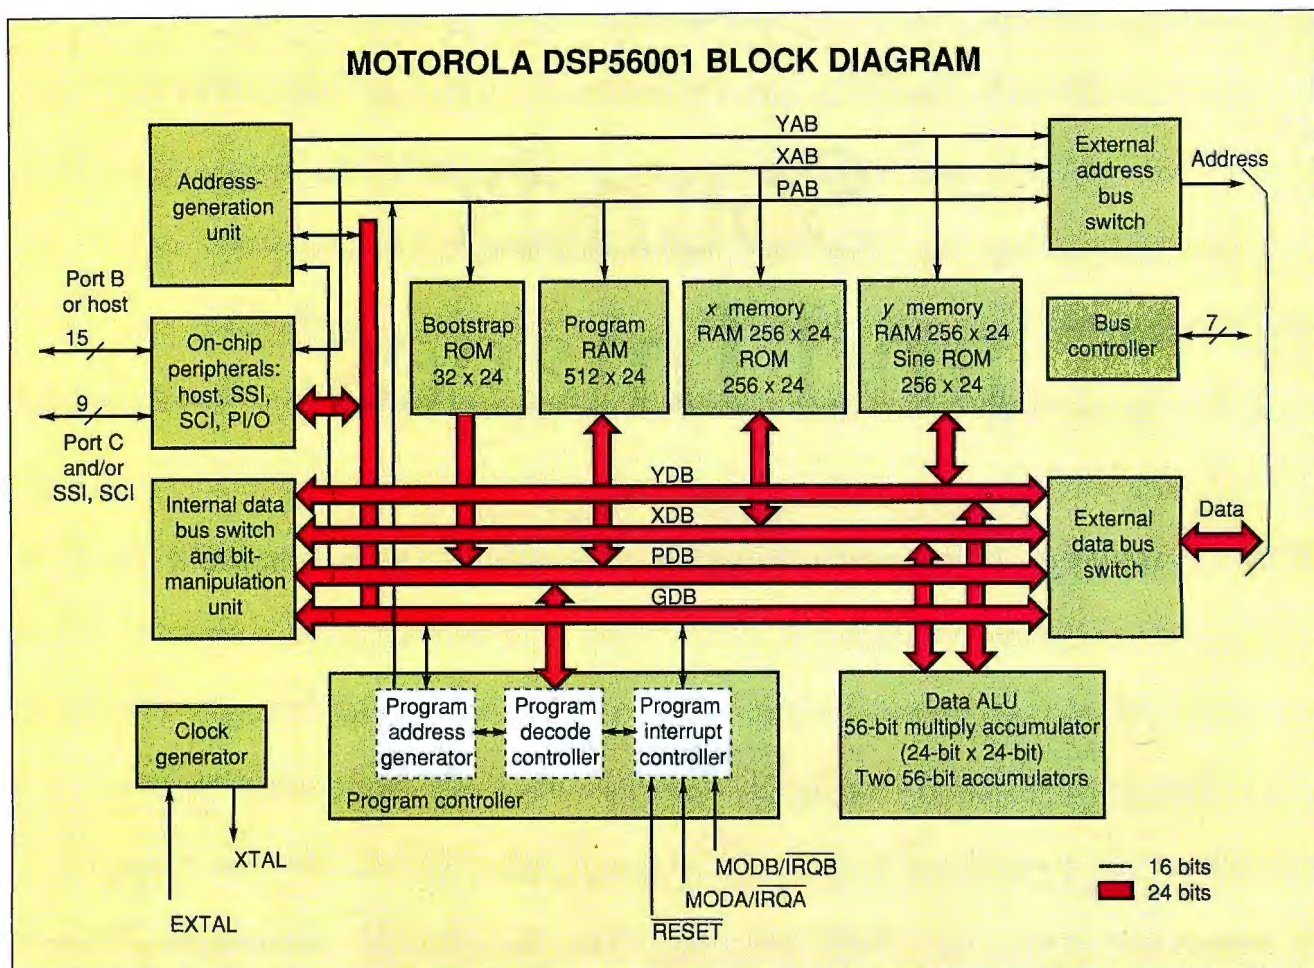 MOTOROLA DSP56001 BLOCK DIAGRAM
YAB
XAB
PAB
Address-
generation
unit
External
address
bus
switch
Address
Port B
or host
15
On-chip
peripherals:
host, SSI,
SCI, PI/O
9
Port C
and/or
SSI, SCI
Bootstrap
ROM
32 x 24
Program
RAM
512 x 24
x memory
RAM 256 x 24
ROM
256 x 24
y memory
RAM 256 x 24
Sine ROM
256 x 24
Bus
controller
7
Internal data
bus switch
and bit-
manipulation
unit
YDB
XDB
PDB
GDB
External
data bus
switch
Data
Clock
generator
XTAL
EXTAL
Program
address
generator
Program
decode
controller
Program
interrupt
controller
Program controller
Data ALU
56-bit multiply accumulator
(24-bit x 24-bit)
Two 56-bit accumulators
MODB/IRQB
MODA/IRQA
RESET
16 bits
24 bits